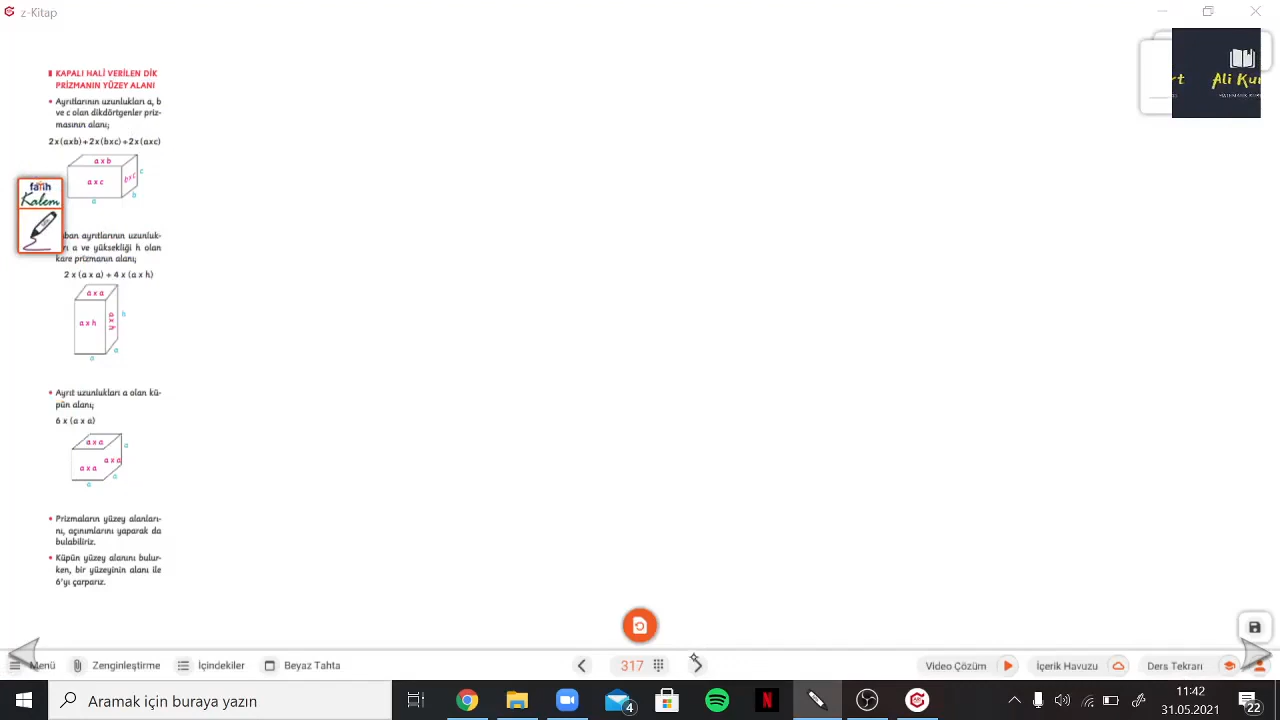 z-Kitap
KAPALI HALİ VERİLEN DİK
PRİZMANIN YÜZEY ALANI
• Ayrıtlarının uzunlukları a, b
ve c olan dikdörtgenler priz-
masının alanı;
2x(axb)+2x(bxc)+2x(axc)
a x b
a x c
b x c
c
b
a
fatih
Kalem
ayrıtlarının uzunluk-
a ve yüksekliği h olan
kare prizmanın alanı;
2 x (a x a) + 4 x (a x h)
a x a
a x h
a x h
a
a
• Ayrıt uzunlukları a olan kü-
pün alanı;
6 x (a x a)
a x a
a x a
a x a
a
a
a
• Prizmaların yüzey alanları-
nı, açınımlarını yaparak da
bulabiliriz.
• Küpün yüzey alanını bulur-
ken, bir yüzeyinin alanı ile
6'yı çarparız.
Menü
Zenginleştirme
İçindekiler
Beyaz Tahta
317
Video Çözüm
İçerik Havuzu
Ders Tekrarı
Aramak için buraya yazın
4
11:42
31.05.2021
22